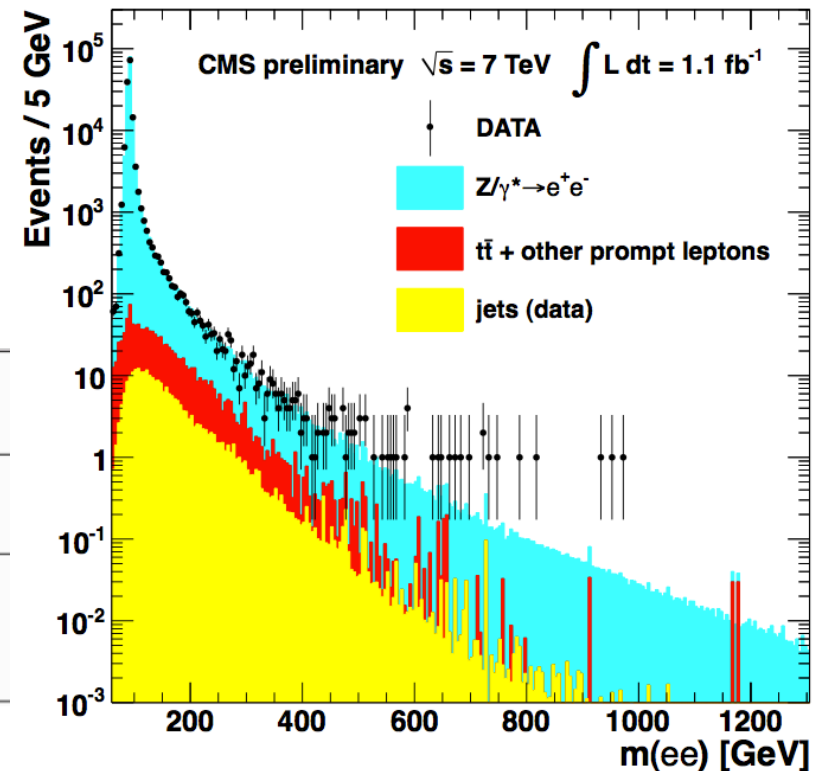 CMS preliminary √s = 7 TeV ∫ L dt = 1.1 fb⁻¹
DATA
Z/γ*→e⁺e⁻
tt̄ + other prompt leptons
jets (data)
Events / 5 GeV
10⁵
10⁴
10³
10²
10
1
10⁻¹
10⁻²
10⁻³
200 400 600 800 1000 1200
m(ee) [GeV]